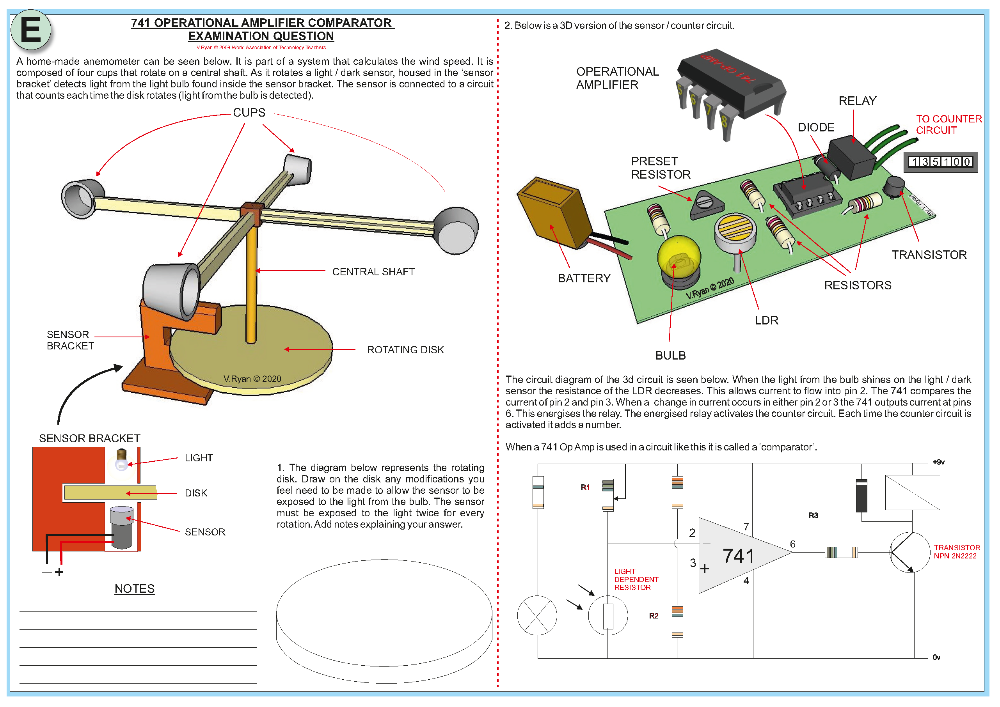 E
741 OPERATIONAL AMPLIFIER COMPARATOR
EXAMINATION QUESTION
V.Ryan © 2009 World Association of Technology Teachers
A home-made anemometer can be seen below. It is part of a system that calculates the wind speed. It is
composed of four cups that rotate on a central shaft. As it rotates a light / dark sensor, housed in the ‘sensor
bracket’ detects light from the light bulb found inside the sensor bracket. The sensor is connected to a circuit
that counts each time the disk rotates (light from the bulb is detected).
CUPS
CENTRAL SHAFT
SENSOR
BRACKET
ROTATING DISK
V.Ryan © 2020
SENSOR BRACKET
LIGHT
DISK
SENSOR
— +
NOTES
1. The diagram below represents the rotating
disk. Draw on the disk any modifications you
feel need to be made to allow the sensor to be
exposed to the light from the bulb. The sensor
must be exposed to the light twice for every
rotation. Add notes explaining your answer.
2. Below is a 3D version of the sensor / counter circuit.
OPERATIONAL
AMPLIFIER
741 OP-AMP
5
6
7
8
RELAY
TO COUNTER
CIRCUIT
DIODE
135100
PRESET
RESISTOR
By V.Ryan
TRANSISTOR
BATTERY
V.Ryan © 2020
RESISTORS
LDR
BULB
The circuit diagram of the 3d circuit is seen below. When the light from the bulb shines on the light / dark
sensor the resistance of the LDR decreases. This allows current to flow into pin 2. The 741 compares the
current of pin 2 and pin 3. When a change in current occurs in either pin 2 or 3 the 741 outputs current at pins
6. This energises the relay. The energised relay activates the counter circuit. Each time the counter circuit is
activated it adds a number.
When a 741 Op Amp is used in a circuit like this it is called a ‘comparator’.
+9v
R1
R3
7
2
—
6
741
3
+
4
TRANSISTOR
NPN 2N2222
LIGHT
DEPENDENT
RESISTOR
R2
0v